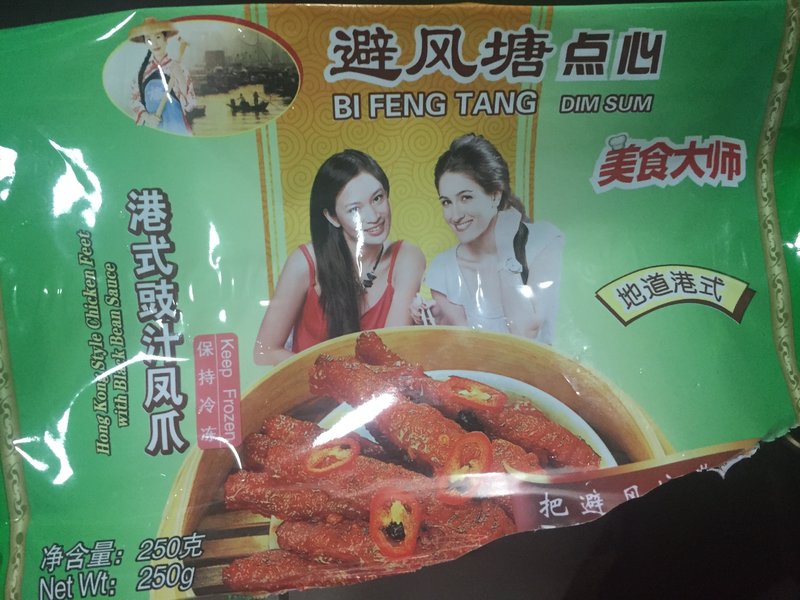 避风塘点心
BI FENG TANG DIM SUM
美食大师
地道港式
港式豉汁凤爪
Hong Kong Style Chicken Feet
with Black Bean Sauce
Keep Frozen
保持冷冻
把避风
净含量：250克
Net Wt：250g